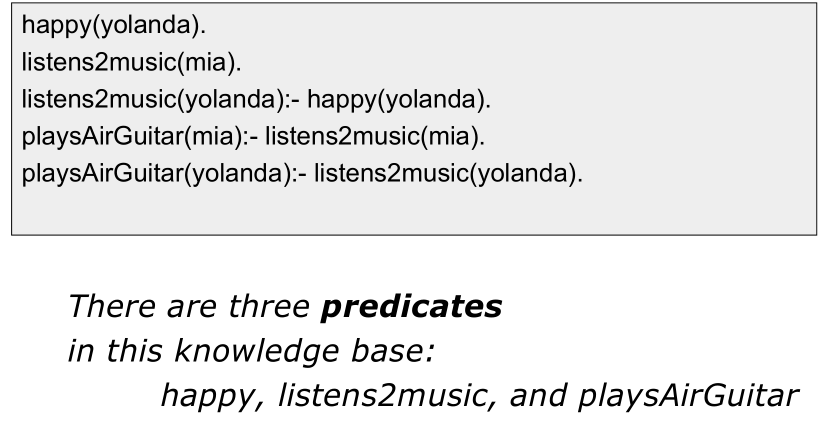 happy(yolanda).
listens2music(mia).
listens2music(yolanda):- happy(yolanda).
playsAirGuitar(mia):- listens2music(mia).
playsAirGuitar(yolanda):- listens2music(yolanda).
There are three predicates
in this knowledge base:
happy, listens2music, and playsAirGuitar